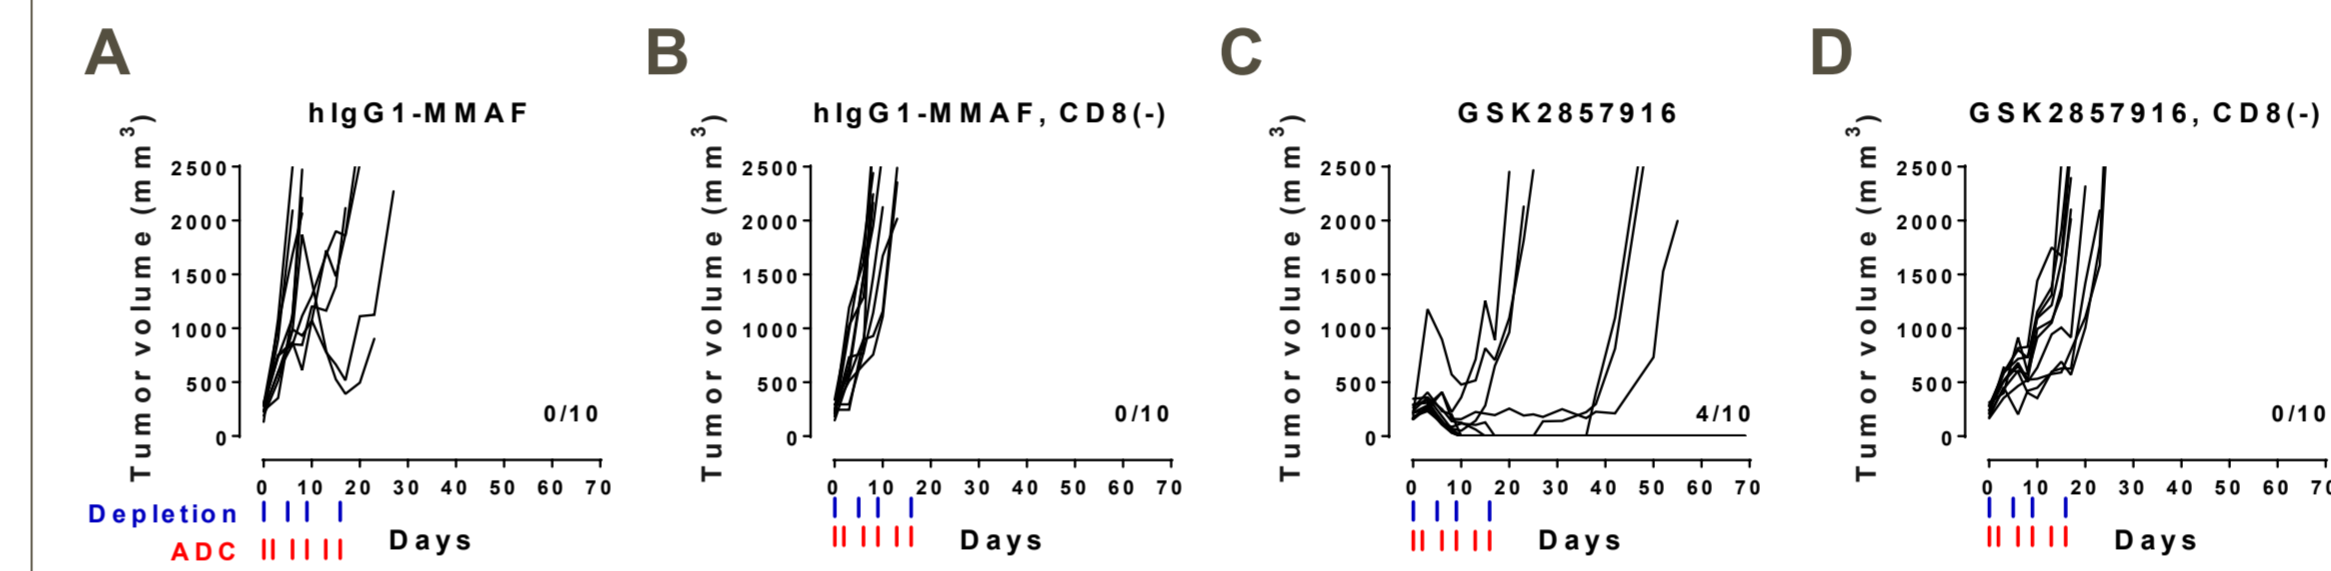 A
B
C
D
hIgG1-MMAF
hIgG1-MMAF, CD8(-)
GSK2857916
GSK2857916, CD8(-)
Tumor volume (mm³)
2500
2000
1500
1000
500
0
0/10
0 10 20 30 40 50 60 70
Depletion
ADC
Days
Tumor volume (mm³)
2500
2000
1500
1000
500
0
0/10
0 10 20 30 40 50 60 70
Days
Tumor volume (mm³)
2500
2000
1500
1000
500
0
4/10
0 10 20 30 40 50 60 70
Days
Tumor volume (mm³)
2500
2000
1500
1000
500
0
0/10
0 10 20 30 40 50 60 70
Days